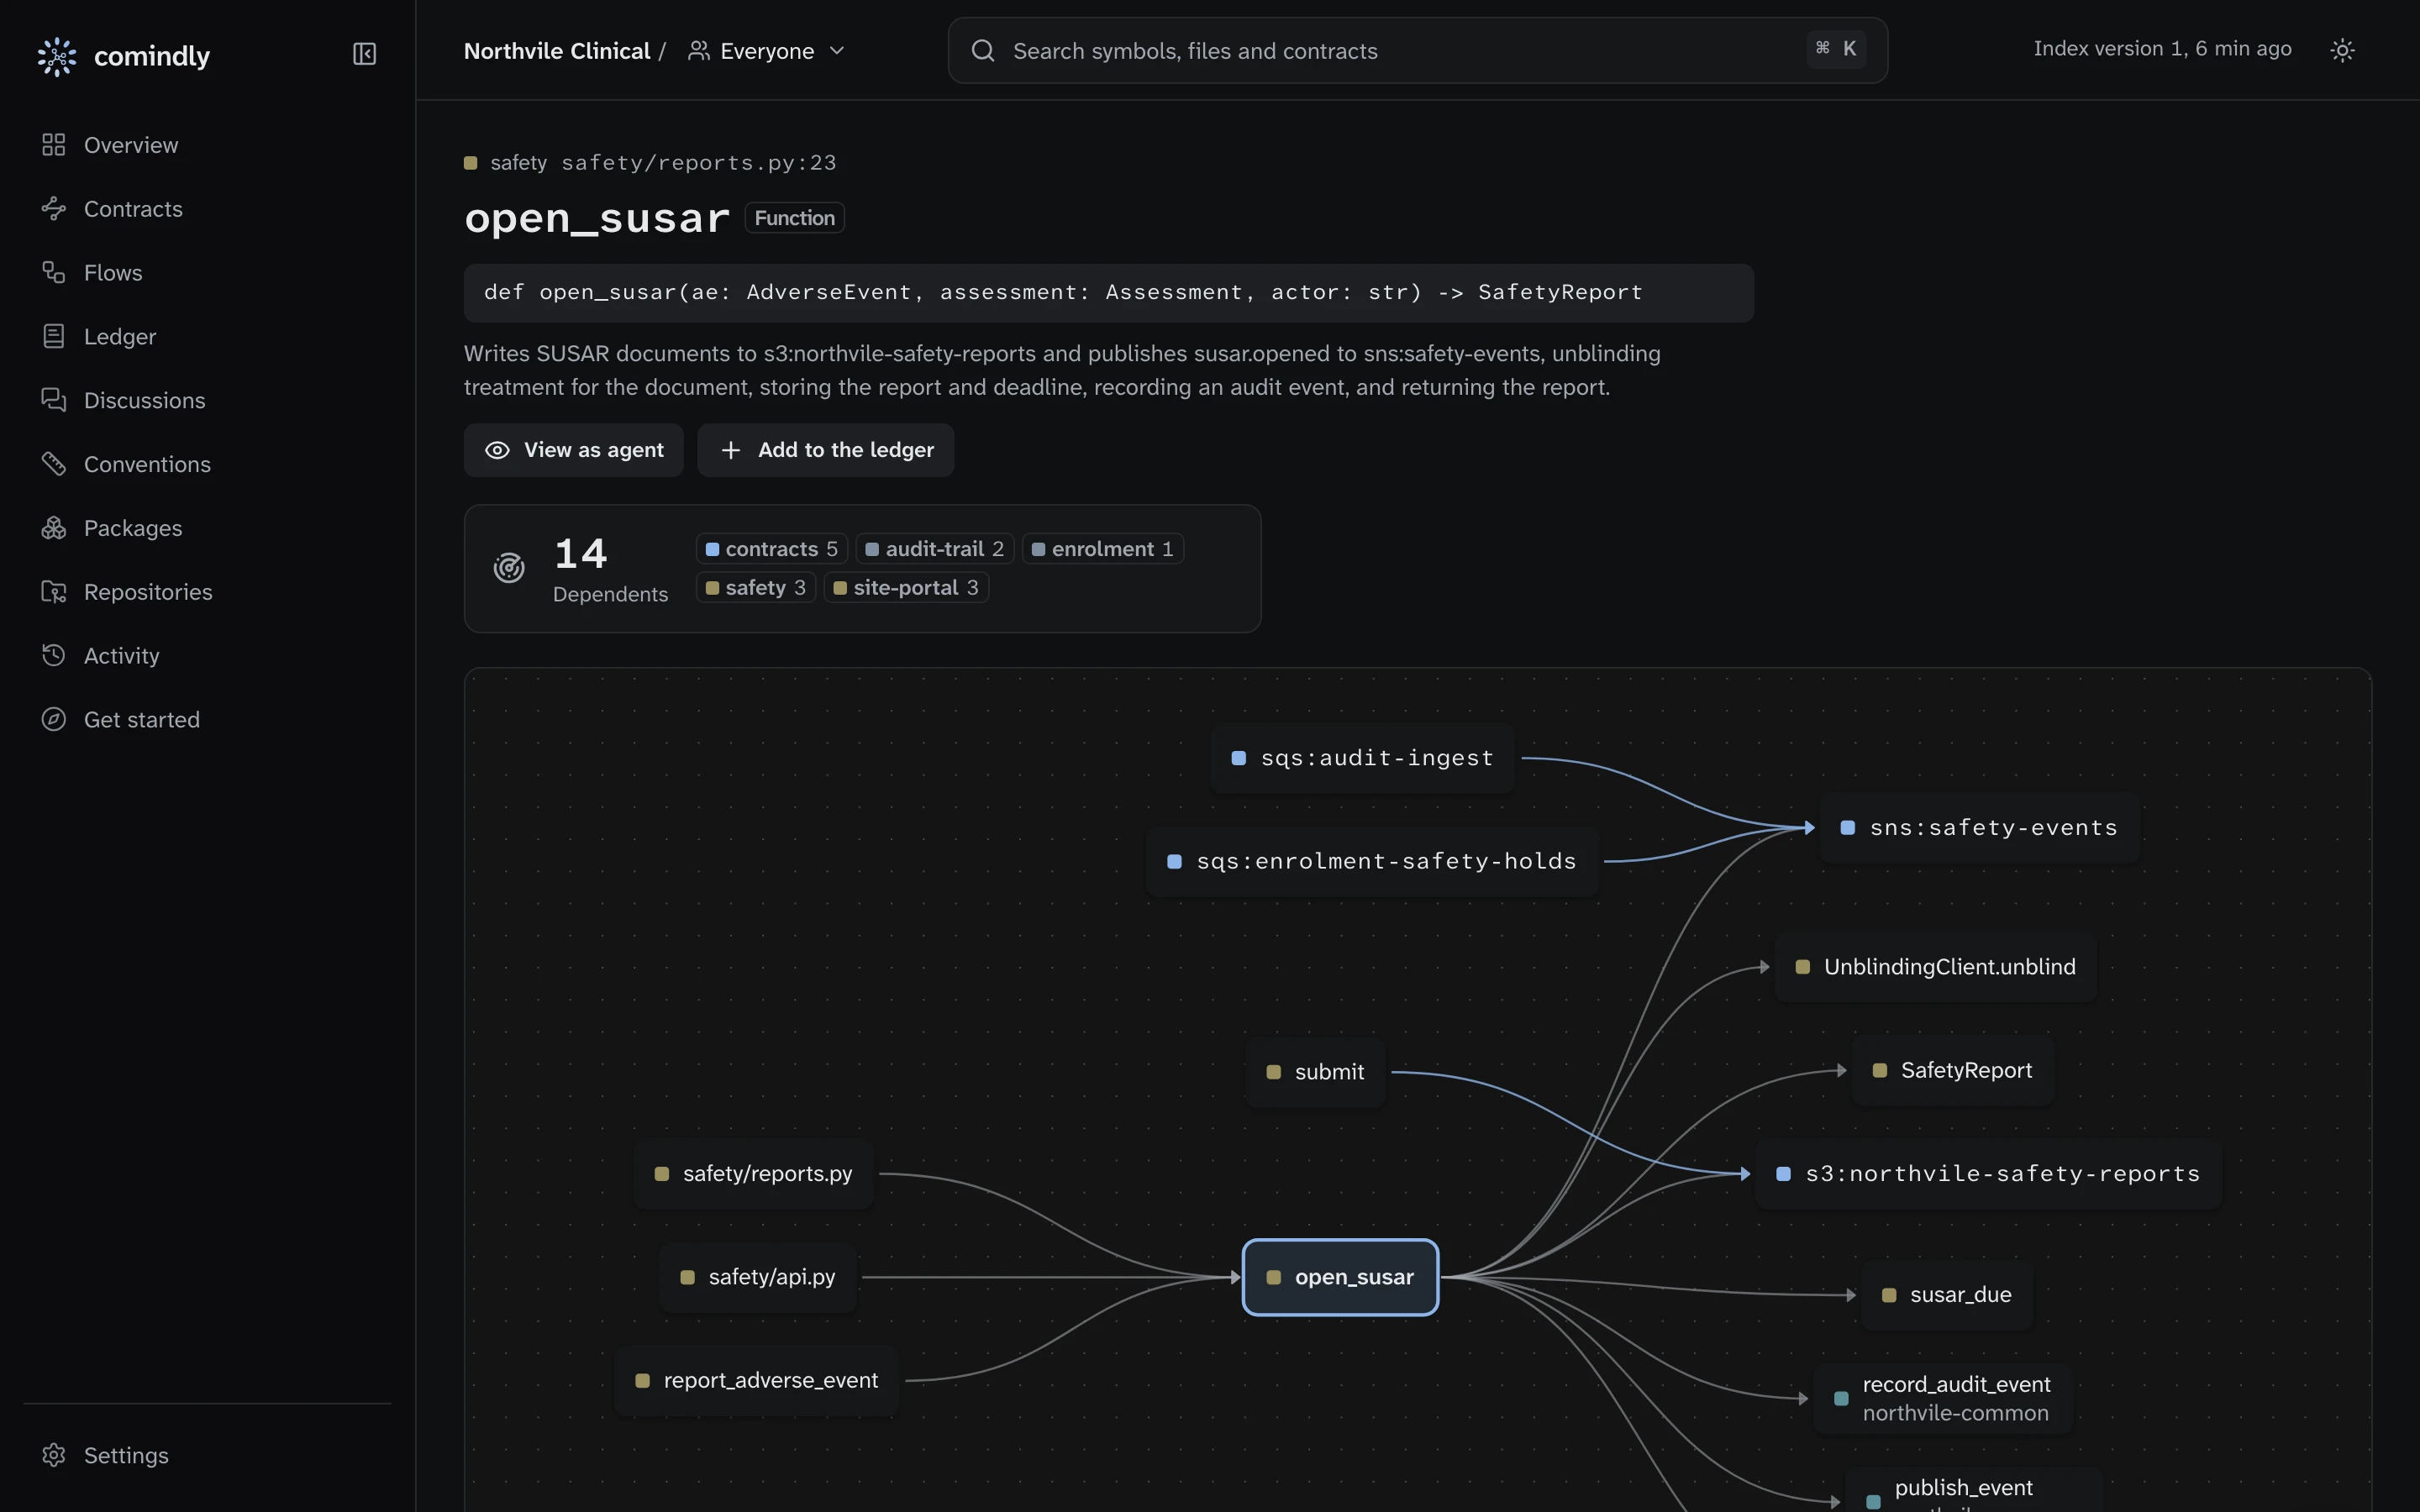 comindly
Northvile Clinical / Everyone
Search symbols, files and contracts
⌘ K
Index version 1, 6 min ago
Overview
Contracts
Flows
Ledger
Discussions
Conventions
Packages
Repositories
Activity
Get started
Settings
safety safety/reports.py:23
open_susar Function
def open_susar(ae: AdverseEvent, assessment: Assessment, actor: str) -> SafetyReport
Writes SUSAR documents to s3:northvile-safety-reports and publishes susar.opened to sns:safety-events, unblinding
treatment for the document, storing the report and deadline, recording an audit event, and returning the report.
View as agent
Add to the ledger
14
Dependents
contracts 5 audit-trail 2 enrolment 1
safety 3 site-portal 3
sqs:audit-ingest
sns:safety-events
sqs:enrolment-safety-holds
UnblindingClient.unblind
submit
SafetyReport
safety/reports.py
s3:northvile-safety-reports
safety/api.py
open_susar
susar_due
report_adverse_event
record_audit_event
northvile-common
publish_event